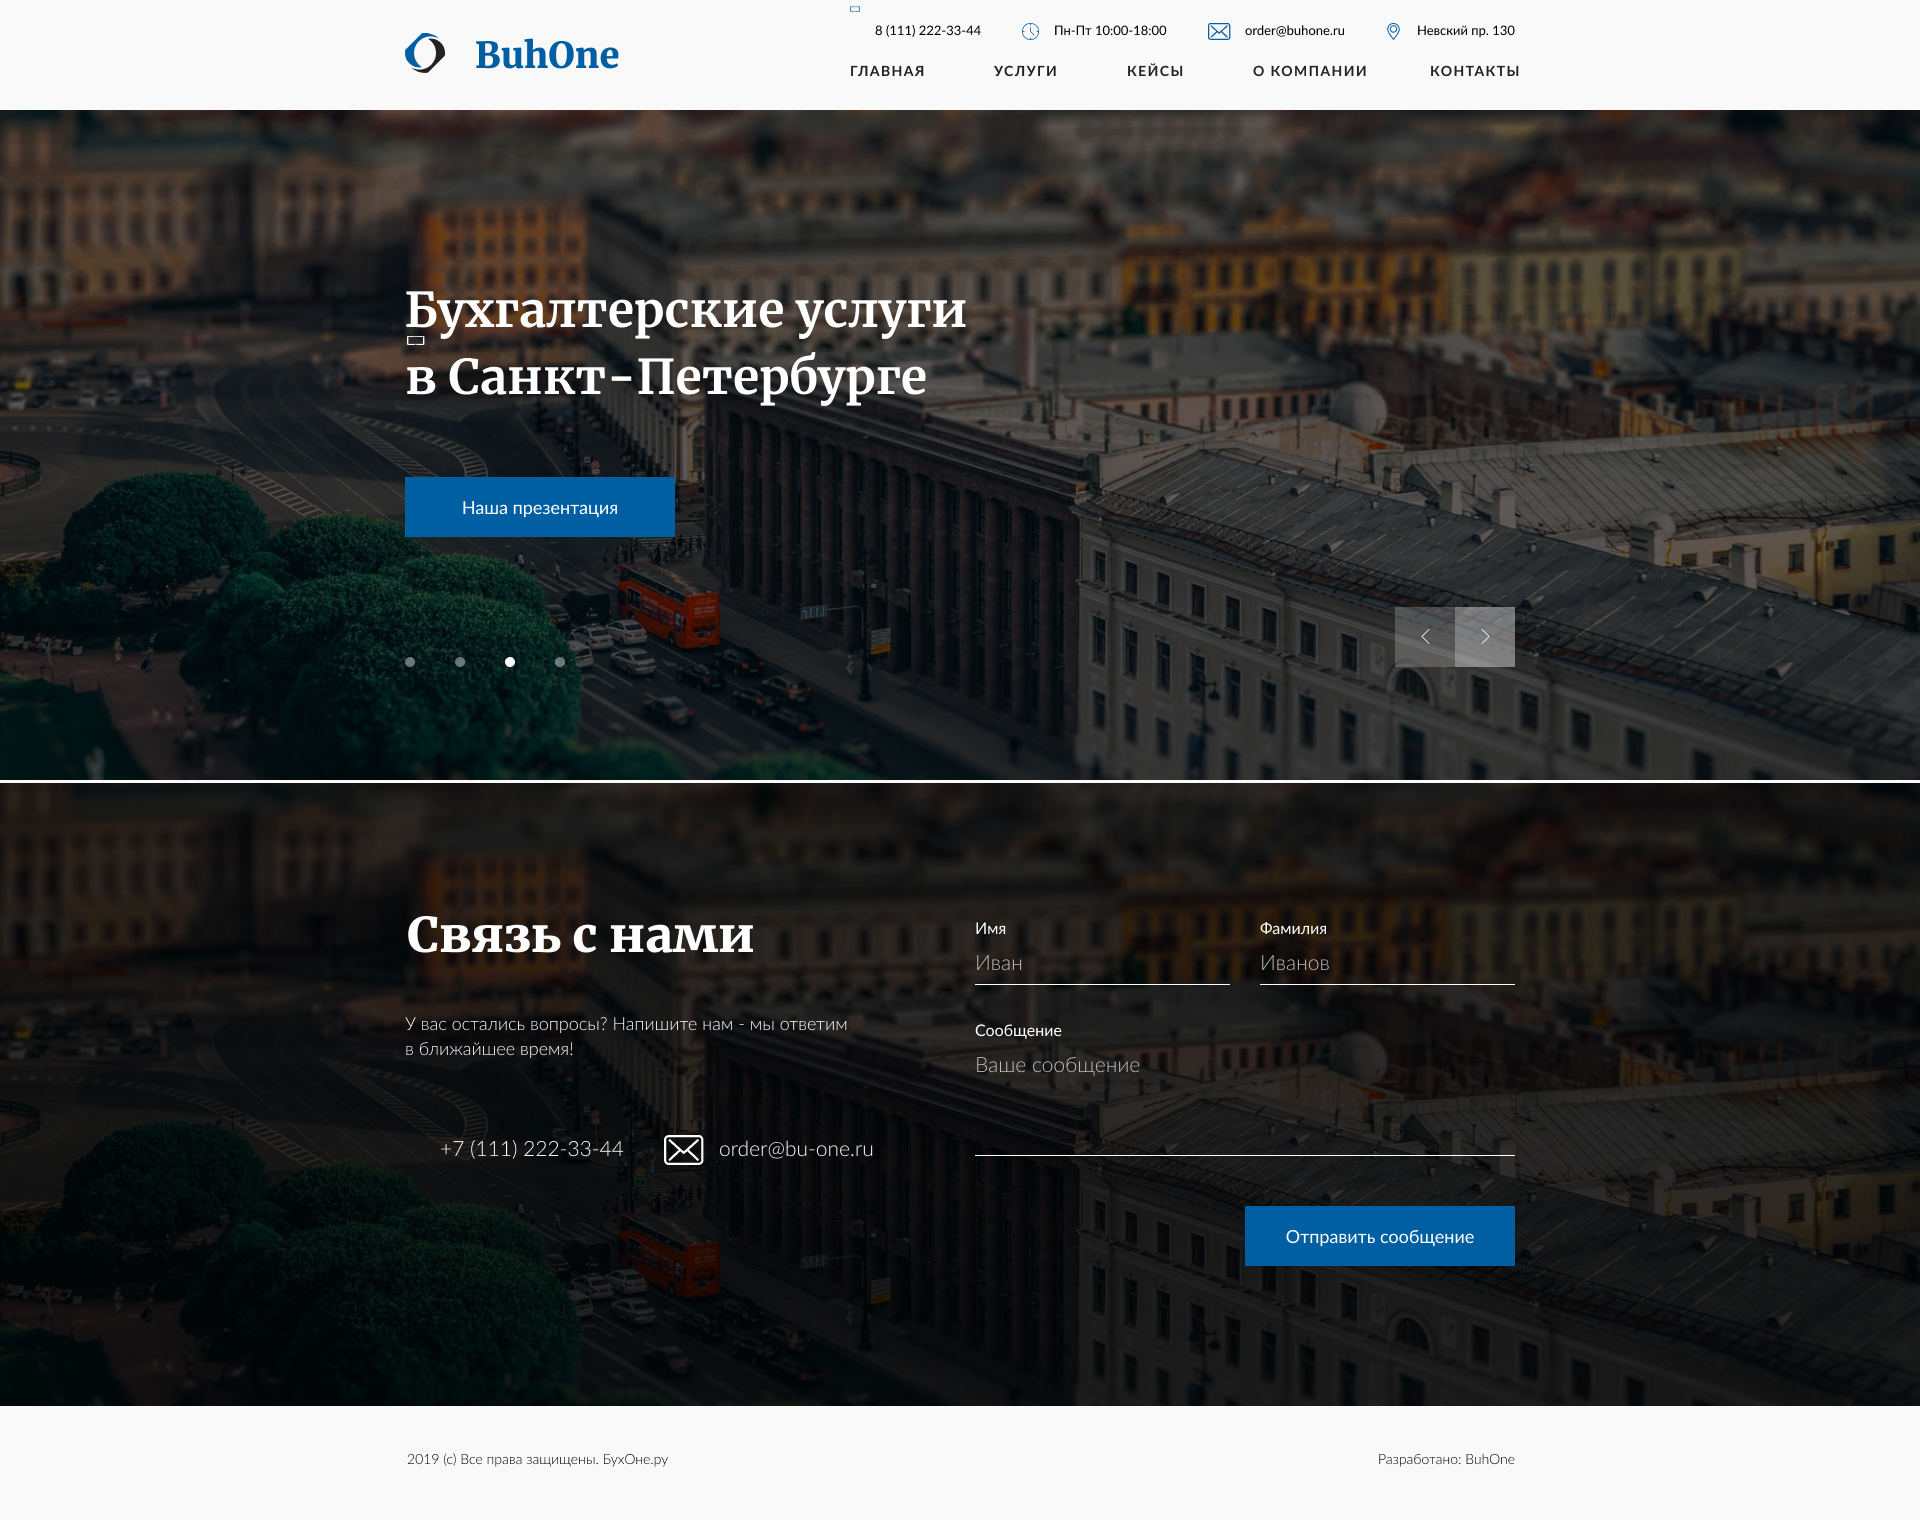 BuhOne
8 (111) 222-33-44
Пн-Пт 10:00-18:00
order@buhone.ru
Невский пр. 130
ГЛАВНАЯ
УСЛУГИ
КЕЙСЫ
О КОМПАНИИ
КОНТАКТЫ
Бухгалтерские услуги
в Санкт-Петербурге
Наша презентация
Связь с нами
У вас остались вопросы? Напишите нам - мы ответим
в ближайшее время!
+7 (111) 222-33-44
order@bu-one.ru
Имя
Иван
Фамилия
Иванов
Сообщение
Ваше сообщение
Отправить сообщение
2019 (c) Все права защищены. БухОне.ру
Разработано: BuhOne